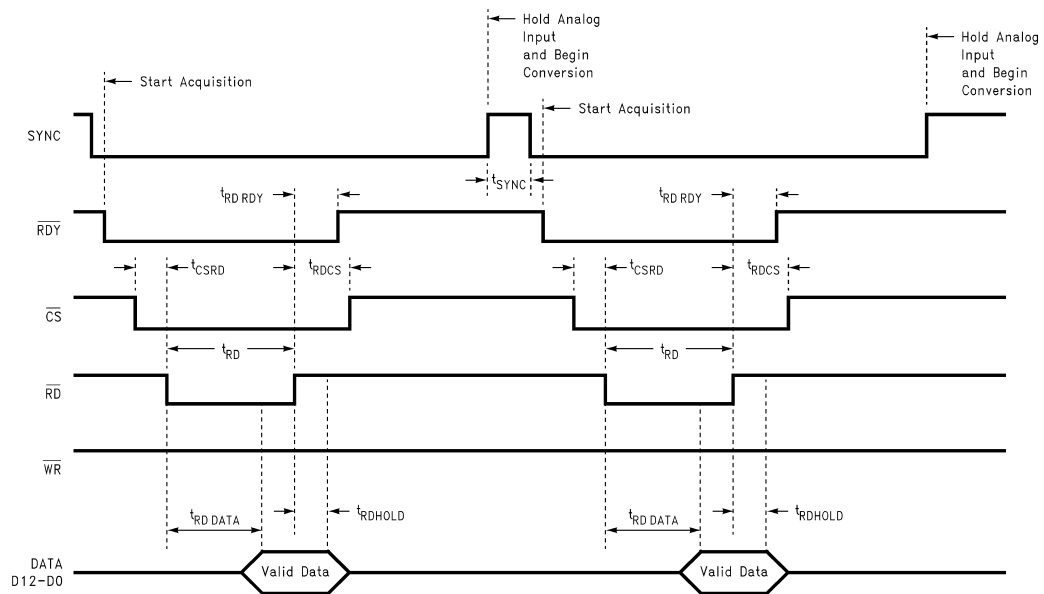 Hold Analog
Input
and Begin
Conversion
Hold Analog
Input
and Begin
Conversion
Start Acquisition
Start Acquisition
SYNC
tSYNC
tRD RDY
tRD RDY
RDY
tCSRD
tRDCS
tCSRD
tRDCS
CS
tRD
tRD
RD
WR
tRD DATA
tRDHOLD
tRD DATA
tRDHOLD
DATA
D12-D0
Valid Data
Valid Data